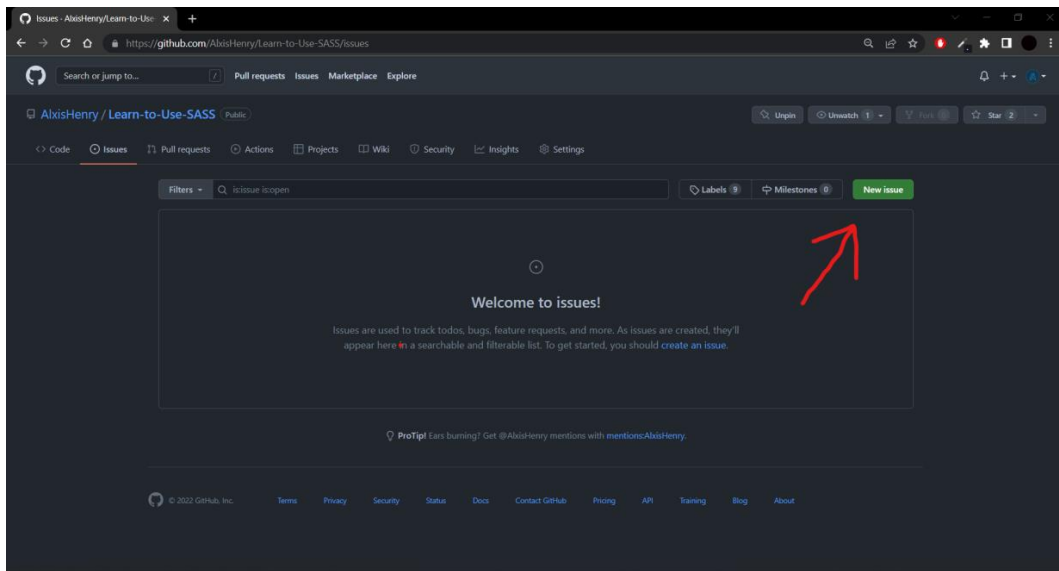 Issues · AlxisHenry/Learn-to-Use-
https://github.com/AlxisHenry/Learn-to-Use-SASS/issues
Search or jump to... / Pull requests Issues Marketplace Explore
AlxisHenry / Learn-to-Use-SASS Public
Unpin Unwatch 1 Fork Star 2
Code Issues Pull requests Actions Projects Wiki Security Insights Settings
Filters is:issue is:open Labels 9 Milestones 0 New issue
Welcome to issues!
Issues are used to track todos, bugs, feature requests, and more. As issues are created, they'll
appear here in a searchable and filterable list. To get started, you should create an issue.
ProTip! Ears burning? Get @AlxisHenry mentions with mentions:AlxisHenry.
© 2022 GitHub, Inc. Terms Privacy Security Status Docs Contact GitHub Pricing API Training Blog About